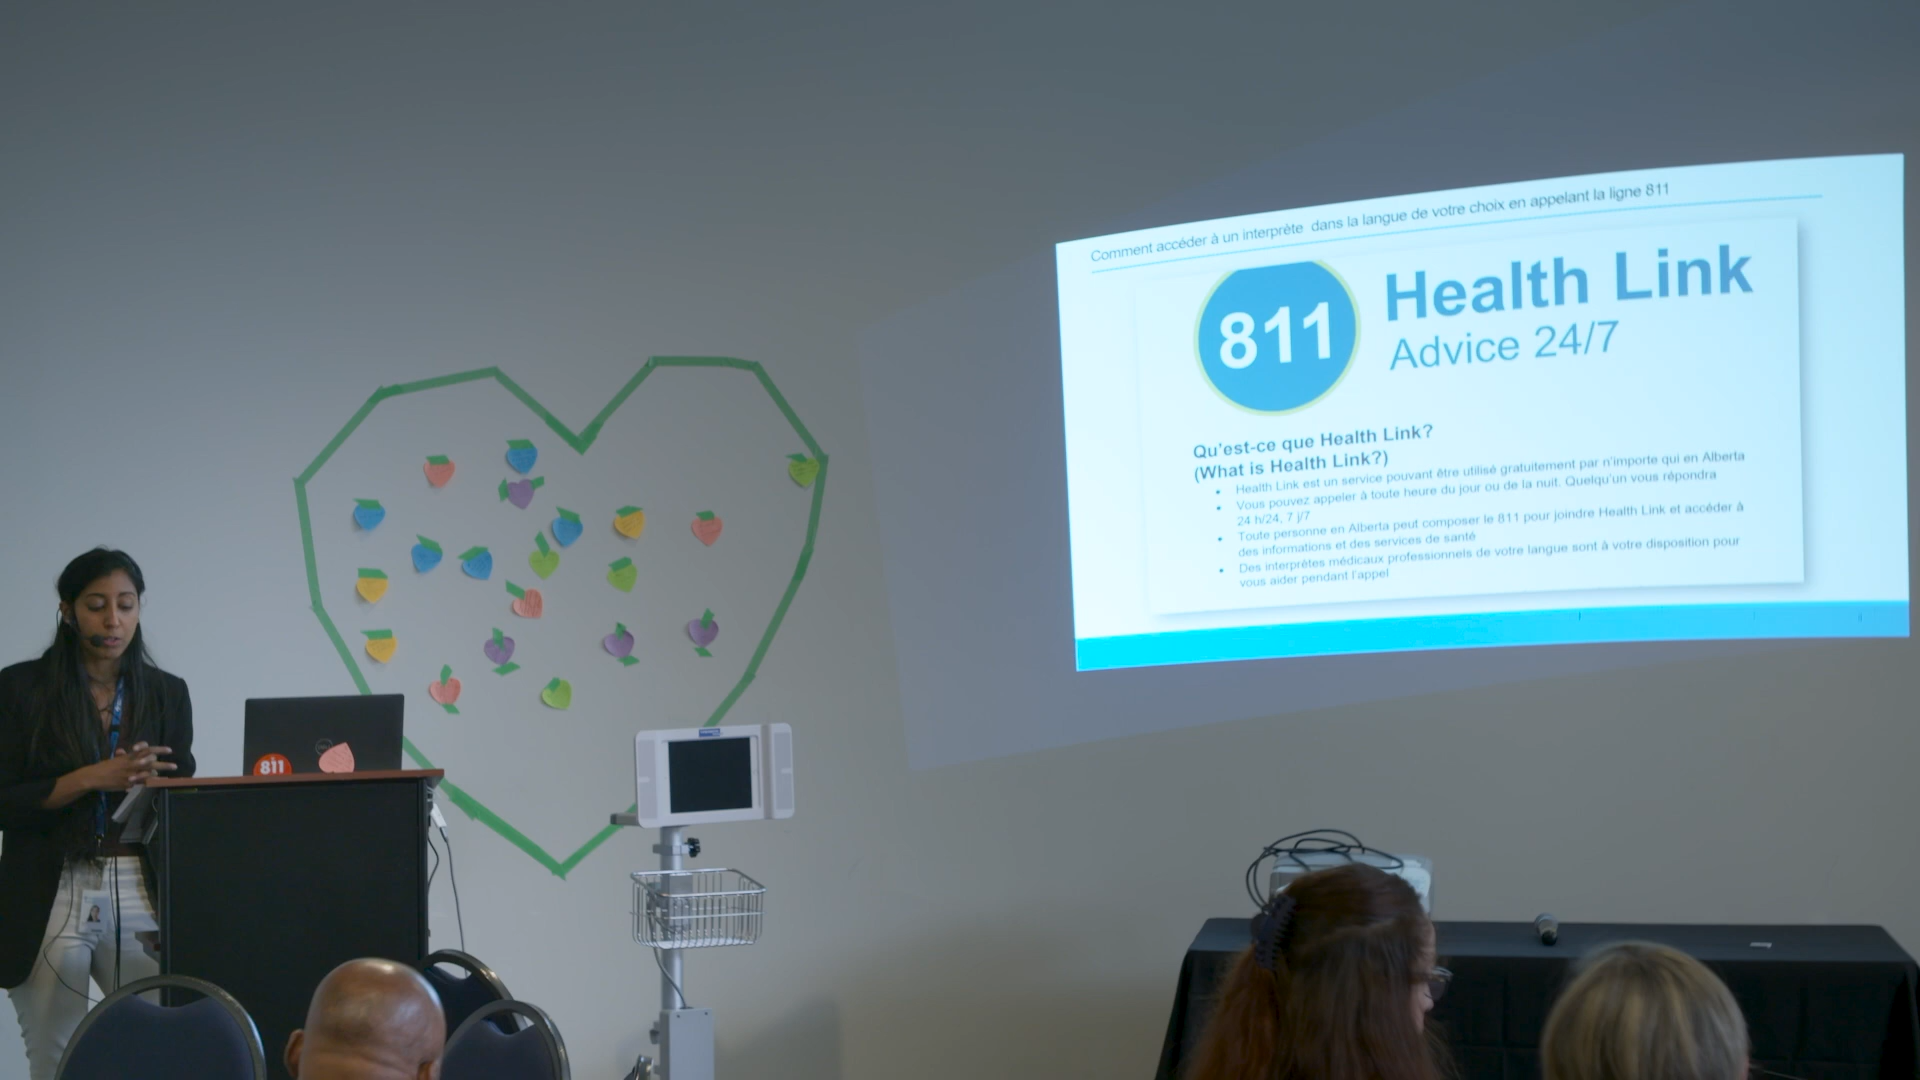 Comment accéder à un interprète dans la langue de votre choix en appelant la ligne 811
811
Health Link
Advice 24/7
Qu'est-ce que Health Link?
(What is Health Link?)
• Health Link est un service pouvant être utilisé gratuitement par n'importe qui en Alberta
• Vous pouvez appeler à toute heure du jour ou de la nuit. Quelqu'un vous répondra
24 h/24, 7 j/7
• Toute personne en Alberta peut composer le 811 pour joindre Health Link et accéder à
des informations et des services de santé
• Des interprètes médicaux professionnels de votre langue sont à votre disposition pour
vous aider pendant l'appel
811